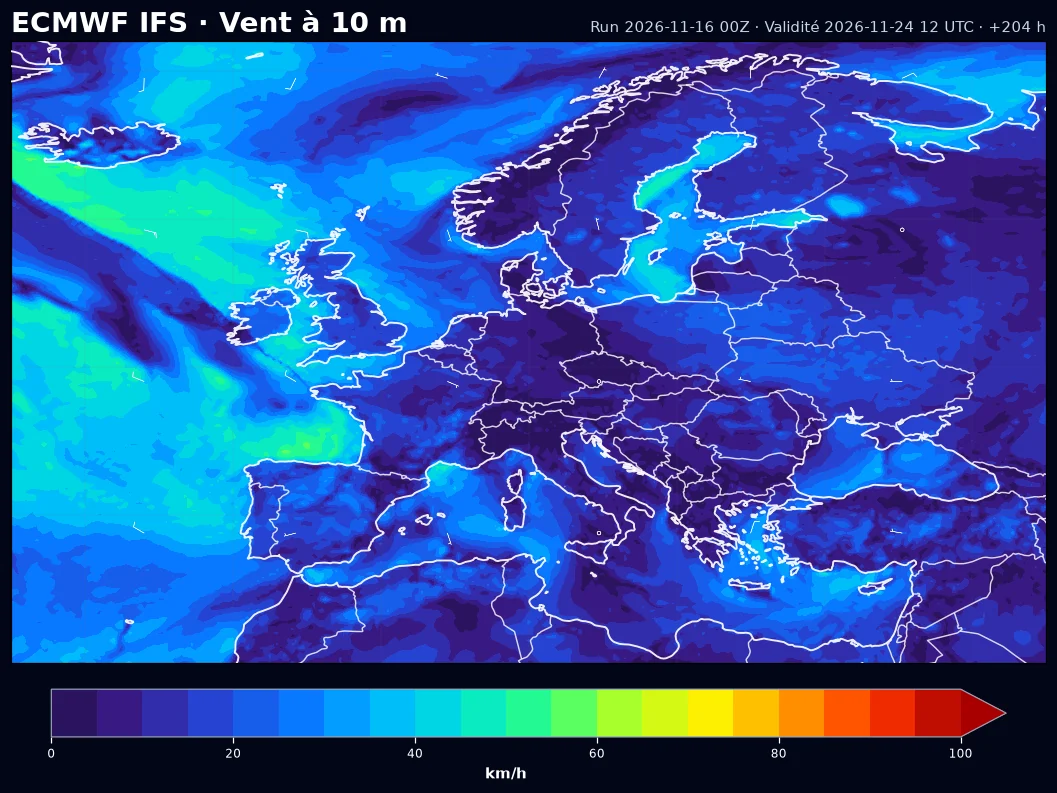 ECMWF IFS · Vent à 10 m
Run 2026-11-16 00Z · Validité 2026-11-24 12 UTC · +204 h
0 20 40 60 80 100
km/h